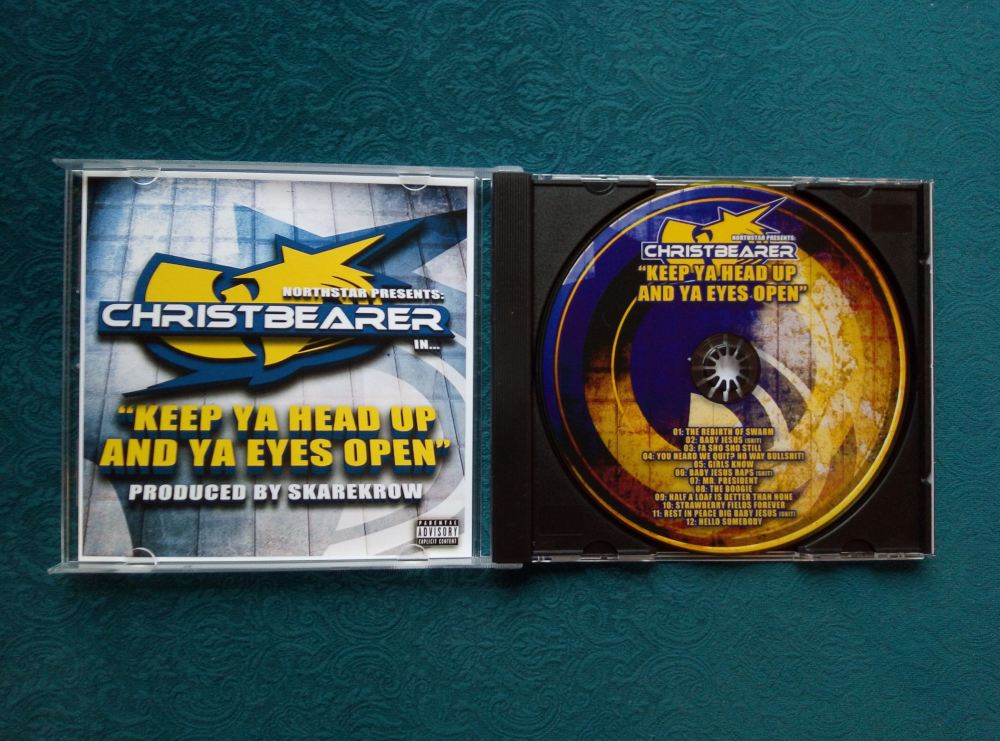 NORTHSTAR PRESENTS:
CHRISTBEARER
IN...
"KEEP YA HEAD UP
AND YA EYES OPEN"
PRODUCED BY SKAREKROW
PARENTAL
ADVISORY
EXPLICIT CONTENT
NORTHSTAR PRESENTS:
CHRISTBEARER
"KEEP YA HEAD UP
AND YA EYES OPEN"
01: THE REBIRTH OF SWARM
02: BABY JESUS (SKIT)
03: FA SHO SHO STILL
04: YOU HEARD WE QUIT? NO WAY BULLSHIT!
05: GIRLS KNOW
06: BABY JESUS RAPS (SKIT)
07: MR. PRESIDENT
08: THE BOOGIE
09: HALF A LOAF IS BETTER THAN NONE
10: STRAWBERRY FIELDS FOREVER
11: REST IN PEACE BIG BABY JESUS (SKIT)
12: HELLO SOMEBODY